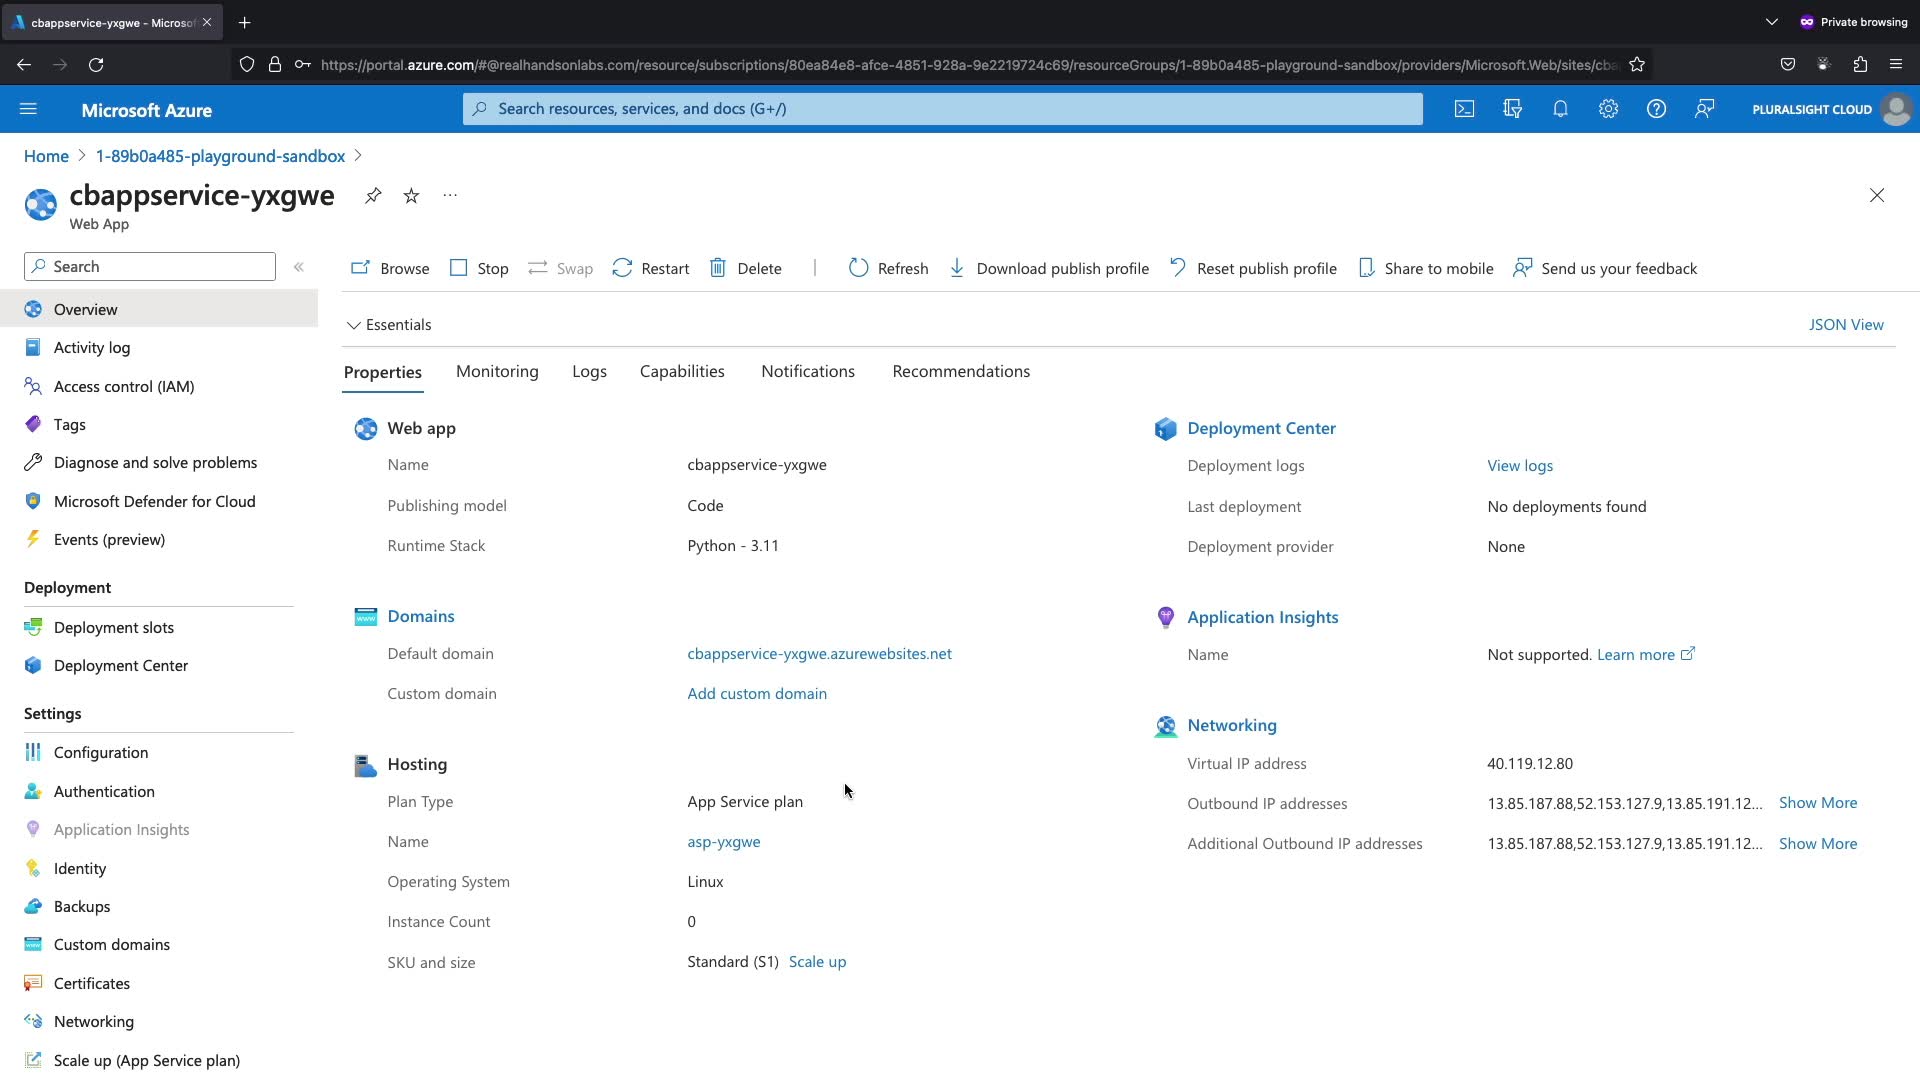 cbappservice-yxgwe - Microsof
Private browsing
https://portal.azure.com/#@realhandsonlabs.com/resource/subscriptions/80ea84e8-afce-4851-928a-9e2219724c69/resourceGroups/1-89b0a485-playground-sandbox/providers/Microsoft.Web/sites/cba
Microsoft Azure
Search resources, services, and docs (G+/)
PLURALSIGHT CLOUD
Home > 1-89b0a485-playground-sandbox >
cbappservice-yxgwe
Web App
Search
Browse Stop Swap Restart Delete | Refresh Download publish profile Reset publish profile Share to mobile Send us your feedback
Overview
Activity log
Access control (IAM)
Tags
Diagnose and solve problems
Microsoft Defender for Cloud
Events (preview)
Deployment
Deployment slots
Deployment Center
Settings
Configuration
Authentication
Application Insights
Identity
Backups
Custom domains
Certificates
Networking
Scale up (App Service plan)
Essentials
JSON View
Properties Monitoring Logs Capabilities Notifications Recommendations
Web app
Name cbappservice-yxgwe
Publishing model Code
Runtime Stack Python - 3.11
Domains
Default domain cbappservice-yxgwe.azurewebsites.net
Custom domain Add custom domain
Hosting
Plan Type App Service plan
Name asp-yxgwe
Operating System Linux
Instance Count 0
SKU and size Standard (S1) Scale up
Deployment Center
Deployment logs View logs
Last deployment No deployments found
Deployment provider None
Application Insights
Name Not supported. Learn more
Networking
Virtual IP address 40.119.12.80
Outbound IP addresses 13.85.187.88,52.153.127.9,13.85.191.12... Show More
Additional Outbound IP addresses 13.85.187.88,52.153.127.9,13.85.191.12... Show More